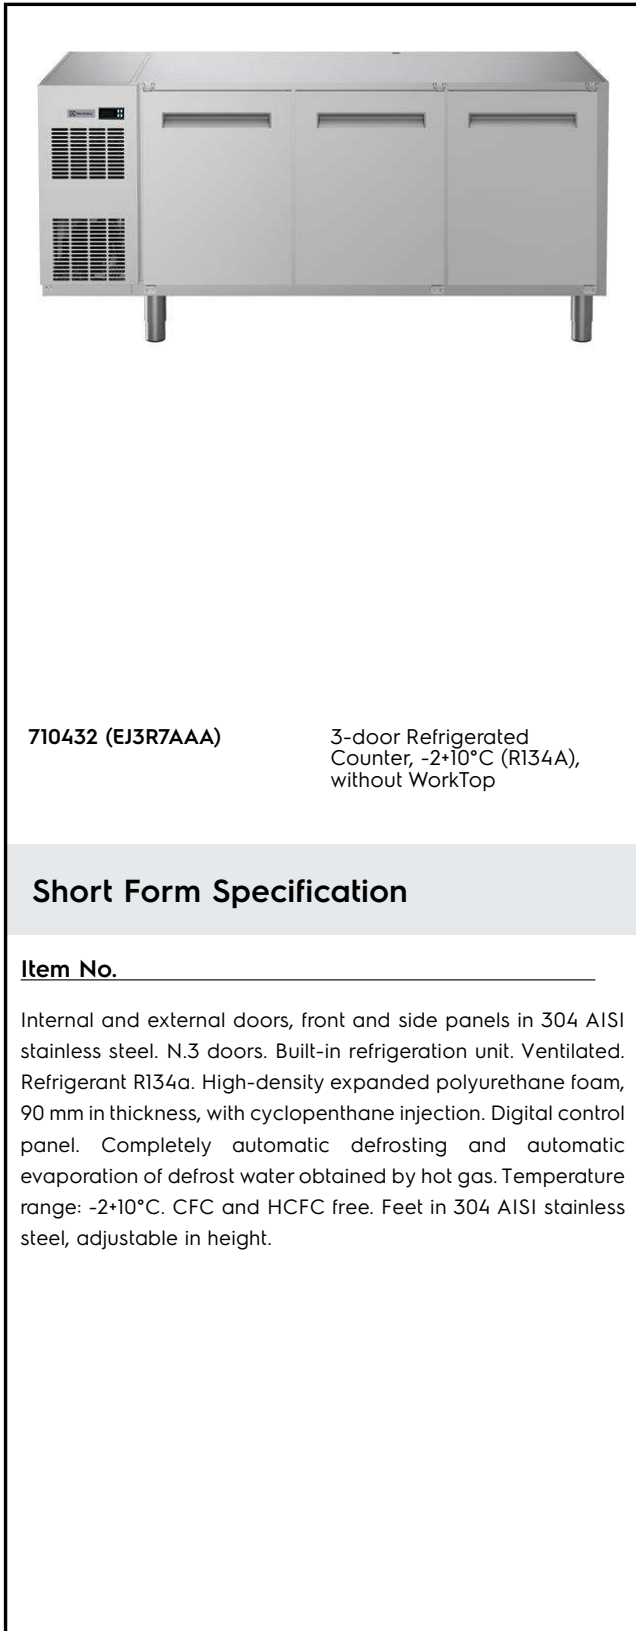 710432 (EJ3R7AAA)
3-door Refrigerated
Counter, -2+10°C (R134A),
without WorkTop
Short Form Specification
Item No.
Internal and external doors, front and side panels in 304 AISI
stainless steel. N.3 doors. Built-in refrigeration unit. Ventilated.
Refrigerant R134a. High-density expanded polyurethane foam,
90 mm in thickness, with cyclopenthane injection. Digital control
panel. Completely automatic defrosting and automatic
evaporation of defrost water obtained by hot gas. Temperature
range: -2+10°C. CFC and HCFC free. Feet in 304 AISI stainless
steel, adjustable in height.